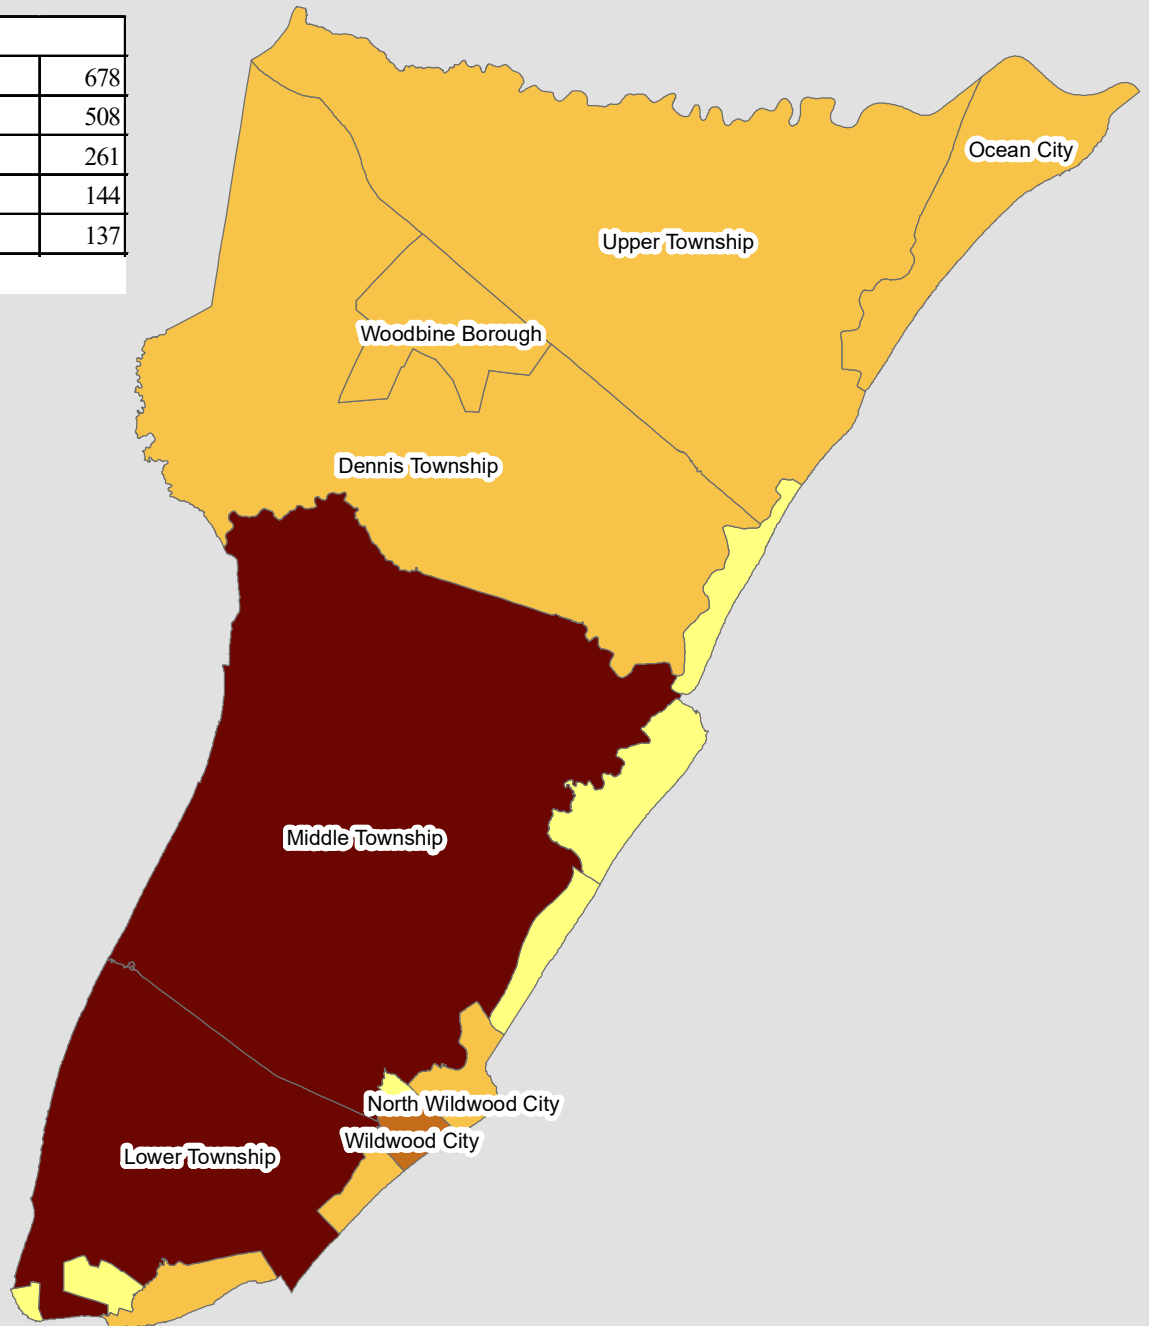 678
508
261
144
137
Ocean City
Upper Township
Woodbine Borough
Dennis Township
Middle Township
North Wildwood City
Wildwood City
Lower Township